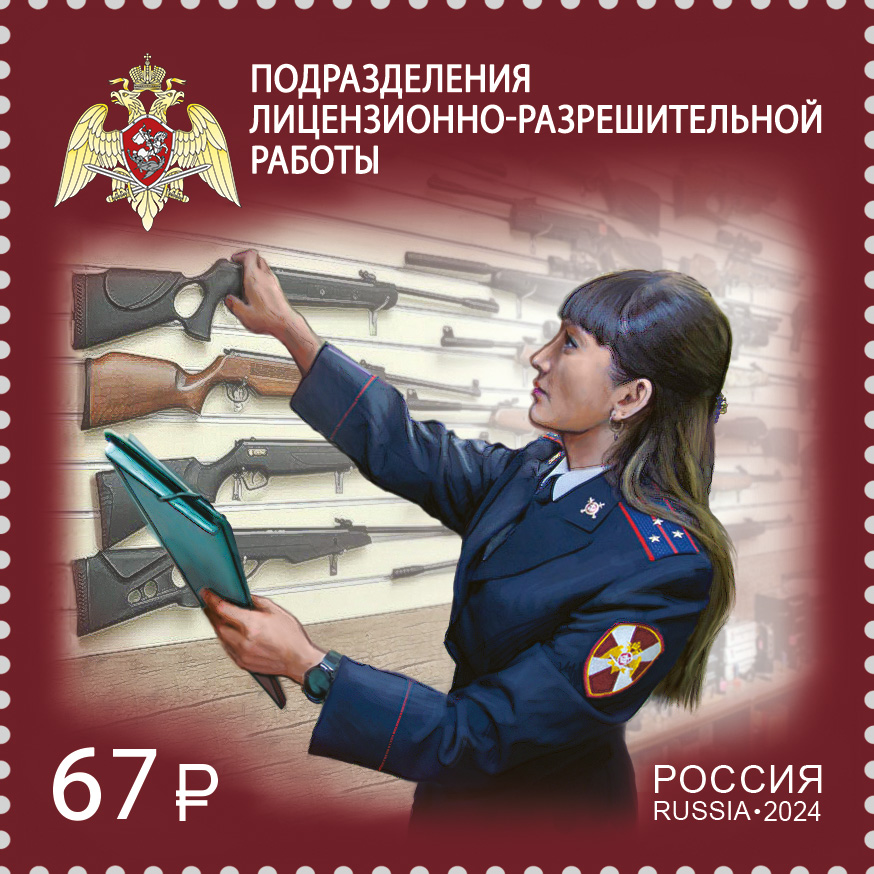 ПОДРАЗДЕЛЕНИЯ
ЛИЦЕНЗИОННО-РАЗРЕШИТЕЛЬНОЙ
РАБОТЫ
67 ₽
РОССИЯ
RUSSIA•2024